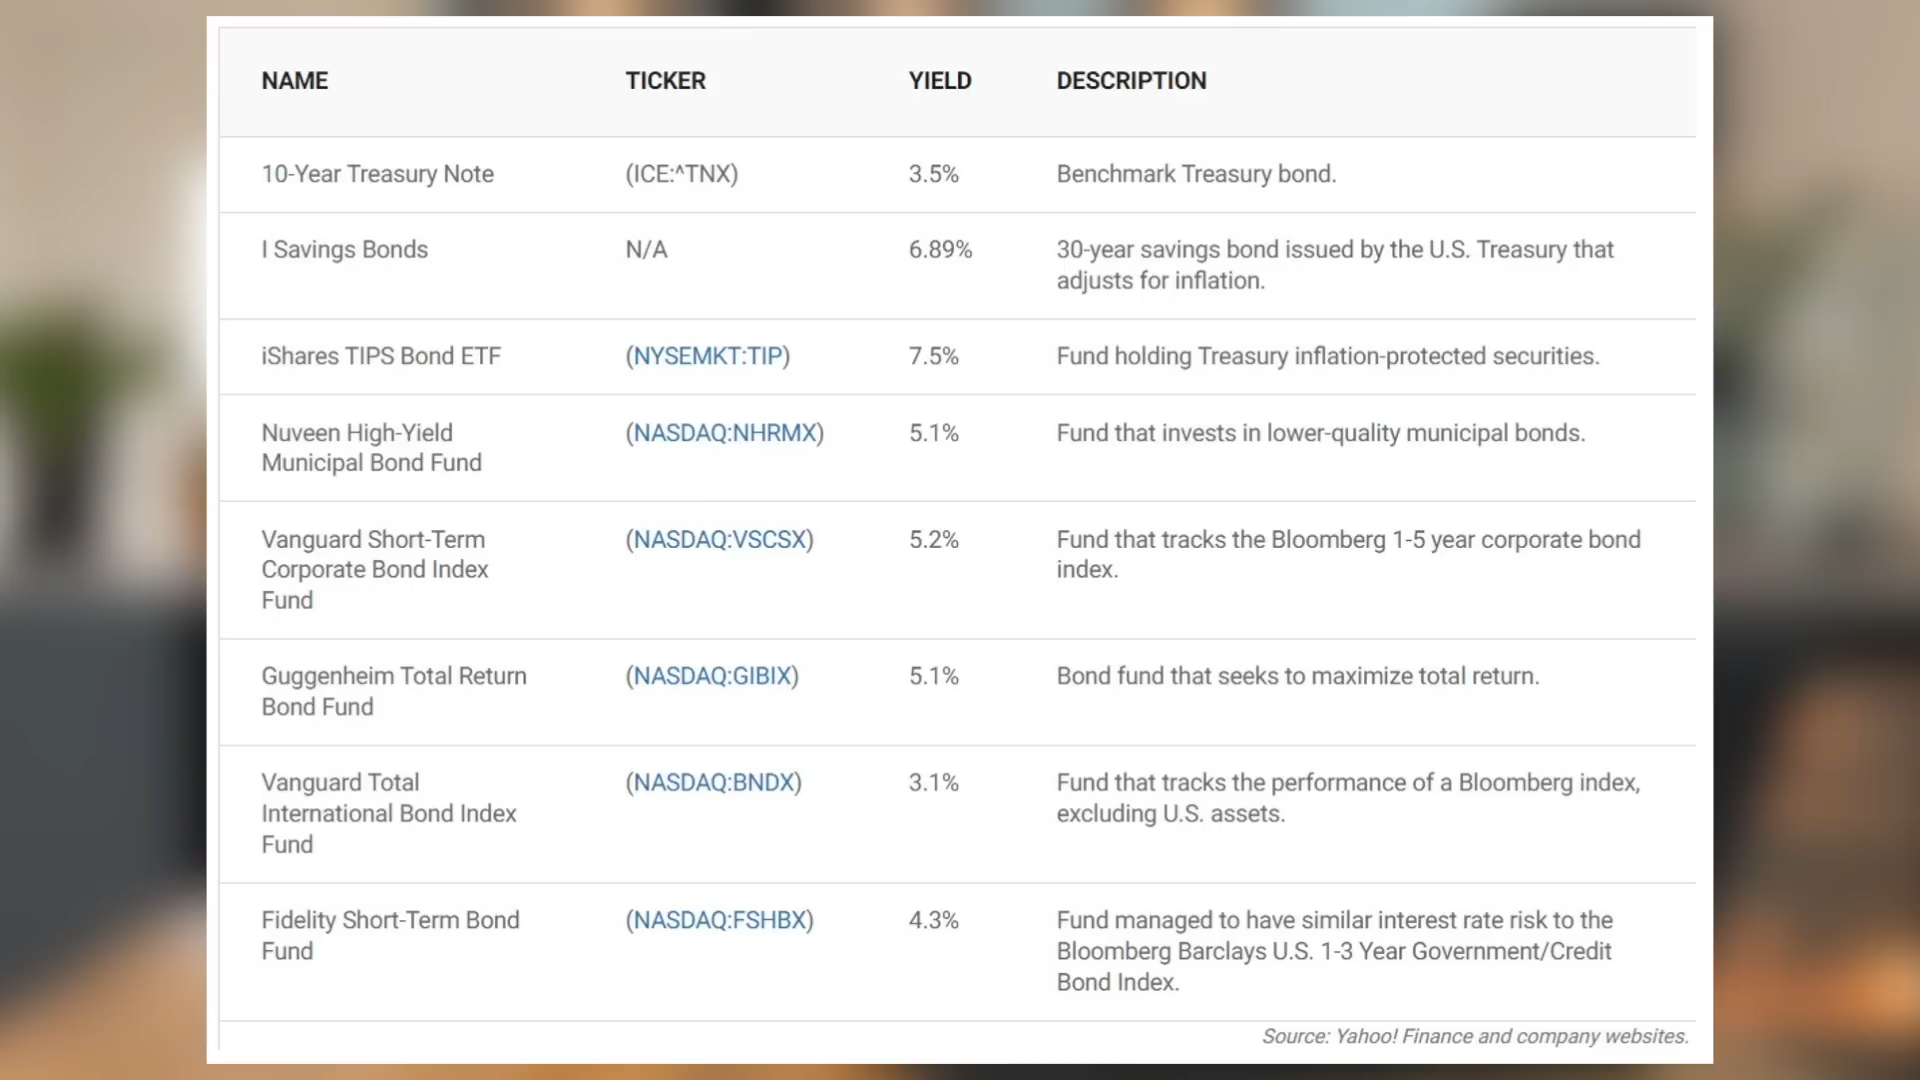 NAME TICKER YIELD DESCRIPTION
10-Year Treasury Note (ICE:^TNX) 3.5% Benchmark Treasury bond.
I Savings Bonds N/A 6.89% 30-year savings bond issued by the U.S. Treasury that
adjusts for inflation.
iShares TIPS Bond ETF (NYSEMKT:TIP) 7.5% Fund holding Treasury inflation-protected securities.
Nuveen High-Yield (NASDAQ:NHRMX) 5.1% Fund that invests in lower-quality municipal bonds.
Municipal Bond Fund
Vanguard Short-Term (NASDAQ:VSCSX) 5.2% Fund that tracks the Bloomberg 1-5 year corporate bond
Corporate Bond Index index.
Fund
Guggenheim Total Return (NASDAQ:GIBIX) 5.1% Bond fund that seeks to maximize total return.
Bond Fund
Vanguard Total (NASDAQ:BNDX) 3.1% Fund that tracks the performance of a Bloomberg index,
International Bond Index excluding U.S. assets.
Fund
Fidelity Short-Term Bond (NASDAQ:FSHBX) 4.3% Fund managed to have similar interest rate risk to the
Fund Bloomberg Barclays U.S. 1-3 Year Government/Credit
Bond Index.
Source: Yahoo! Finance and company websites.